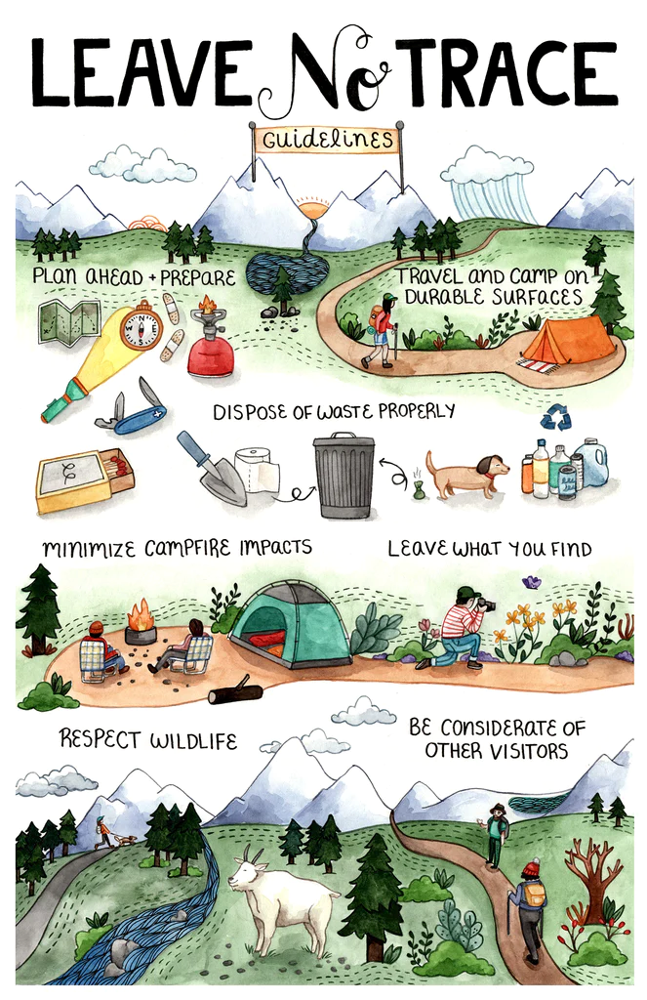 LEAVE No TRACE
GUIDELINES
PLAN AHEAD + PREPARE
TRAVEL AND CAMP ON
DURABLE SURFACES
N
W E
S
DISPOSE OF WASTE PROPERLY
MINIMIZE CAMPFIRE IMPACTS
LEAVE WHAT YOU FIND
RESPECT WILDLIFE
BE CONSIDERATE OF
OTHER VISITORS